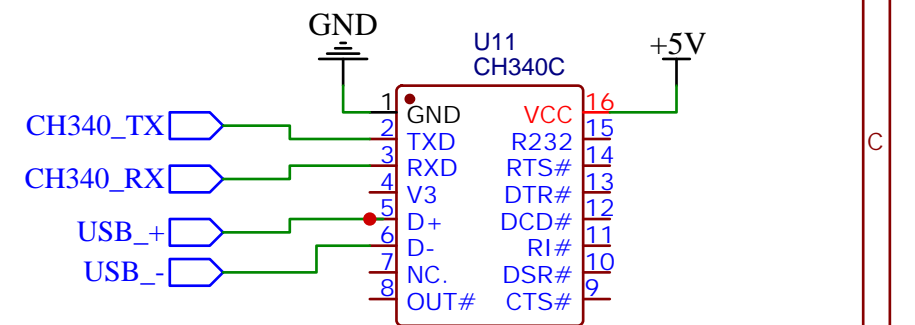 GND
U11
CH340C
+5V
1 GND VCC 16
CH340_TX 2 TXD R232 15
CH340_RX 3 RXD RTS# 14
4 V3 DTR# 13
USB_+ 5 D+ DCD# 12
USB_- 6 D- RI# 11
7 NC. DSR# 10
8 OUT# CTS# 9
C